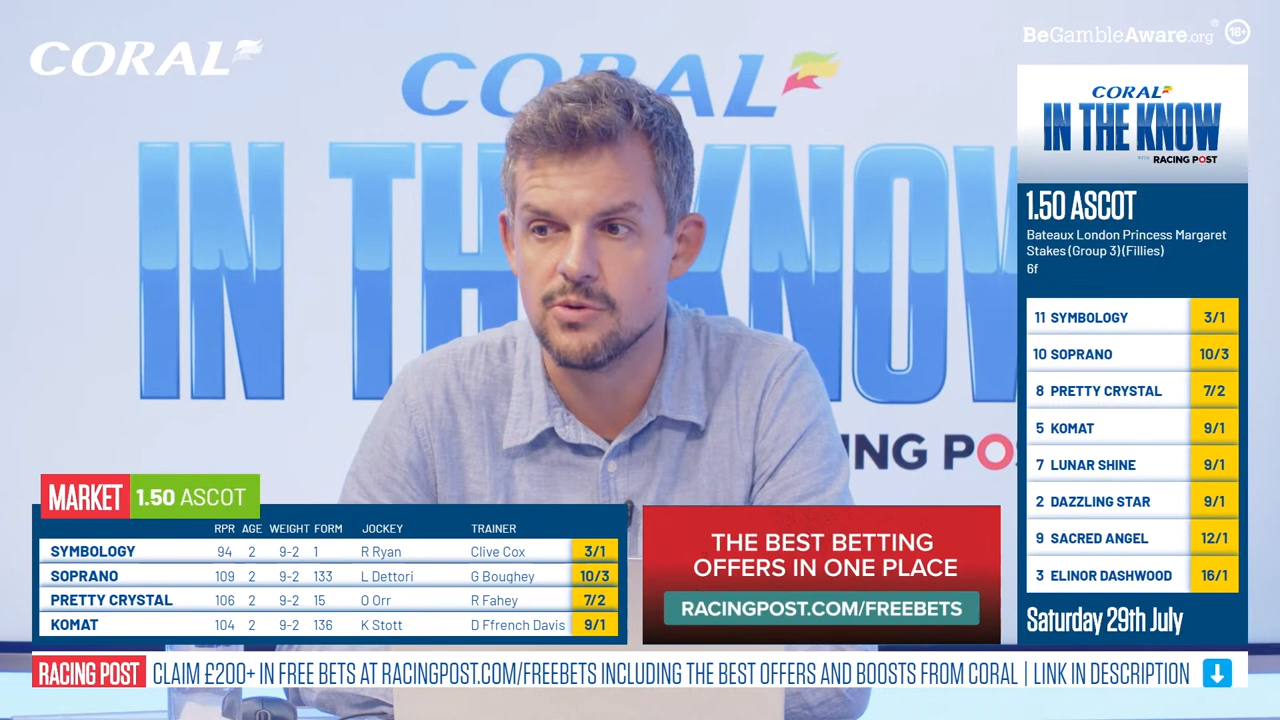 CORAL
BeGambleAware.org®
18+
CORAL
IN THE KNOW
ING PO
CORAL
IN THE KNOW
WITH RACING POST
1.50 ASCOT
Bateaux London Princess Margaret
Stakes (Group 3) (Fillies)
6f
11 SYMBOLOGY 3/1
10 SOPRANO 10/3
8 PRETTY CRYSTAL 7/2
5 KOMAT 9/1
7 LUNAR SHINE 9/1
2 DAZZLING STAR 9/1
9 SACRED ANGEL 12/1
3 ELINOR DASHWOOD 16/1
Saturday 29th July
MARKET 1.50 ASCOT
RPR AGE WEIGHT FORM JOCKEY TRAINER
SYMBOLOGY 94 2 9-2 1 R Ryan Clive Cox 3/1
SOPRANO 109 2 9-2 133 L Dettori G Boughey 10/3
PRETTY CRYSTAL 106 2 9-2 15 O Orr R Fahey 7/2
KOMAT 104 2 9-2 136 K Stott D Ffrench Davis 9/1
THE BEST BETTING
OFFERS IN ONE PLACE
RACINGPOST.COM/FREEBETS
RACING POST CLAIM £200+ IN FREE BETS AT RACINGPOST.COM/FREEBETS INCLUDING THE BEST OFFERS AND BOOSTS FROM CORAL | LINK IN DESCRIPTION